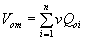 V_{om} = \sum_{i=1}^{n} v Q_{oi}